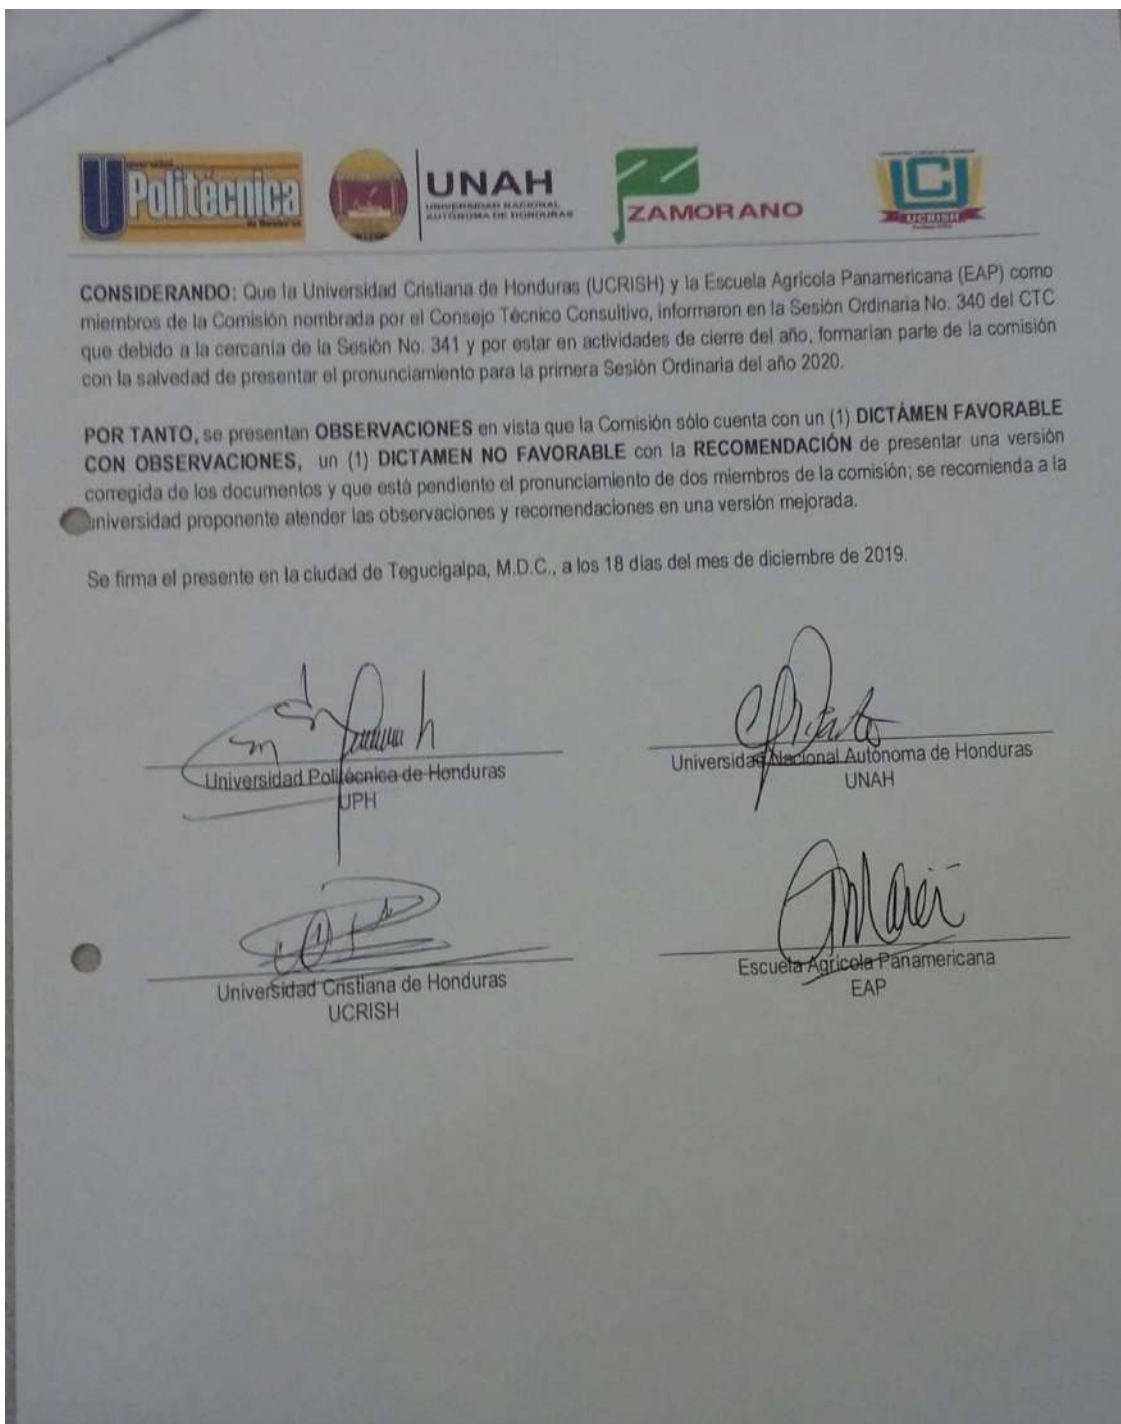 Universidad
Politécnica
de Honduras
UNAH
UNIVERSIDAD NACIONAL
AUTÓNOMA DE HONDURAS
ZAMORANO
UCRISH
CONSIDERANDO: Que la Universidad Cristiana de Honduras (UCRISH) y la Escuela Agrícola Panamericana (EAP) como
miembros de la Comisión nombrada por el Consejo Técnico Consultivo, informaron en la Sesión Ordinaria No. 340 del CTC
que debido a la cercanía de la Sesión No. 341 y por estar en actividades de cierre del año, formarían parte de la comisión
con la salvedad de presentar el pronunciamiento para la primera Sesión Ordinaria del año 2020.
POR TANTO, se presentan OBSERVACIONES en vista que la Comisión sólo cuenta con un (1) DICTÁMEN FAVORABLE
CON OBSERVACIONES, un (1) DICTAMEN NO FAVORABLE con la RECOMENDACIÓN de presentar una versión
corregida de los documentos y que está pendiente el pronunciamiento de dos miembros de la comisión; se recomienda a la
universidad proponente atender las observaciones y recomendaciones en una versión mejorada.
Se firma el presente en la ciudad de Tegucigalpa, M.D.C., a los 18 días del mes de diciembre de 2019.
Universidad Politécnica de Honduras
UPH
Universidad Nacional Autónoma de Honduras
UNAH
Universidad Cristiana de Honduras
UCRISH
Escuela Agrícola Panamericana
EAP